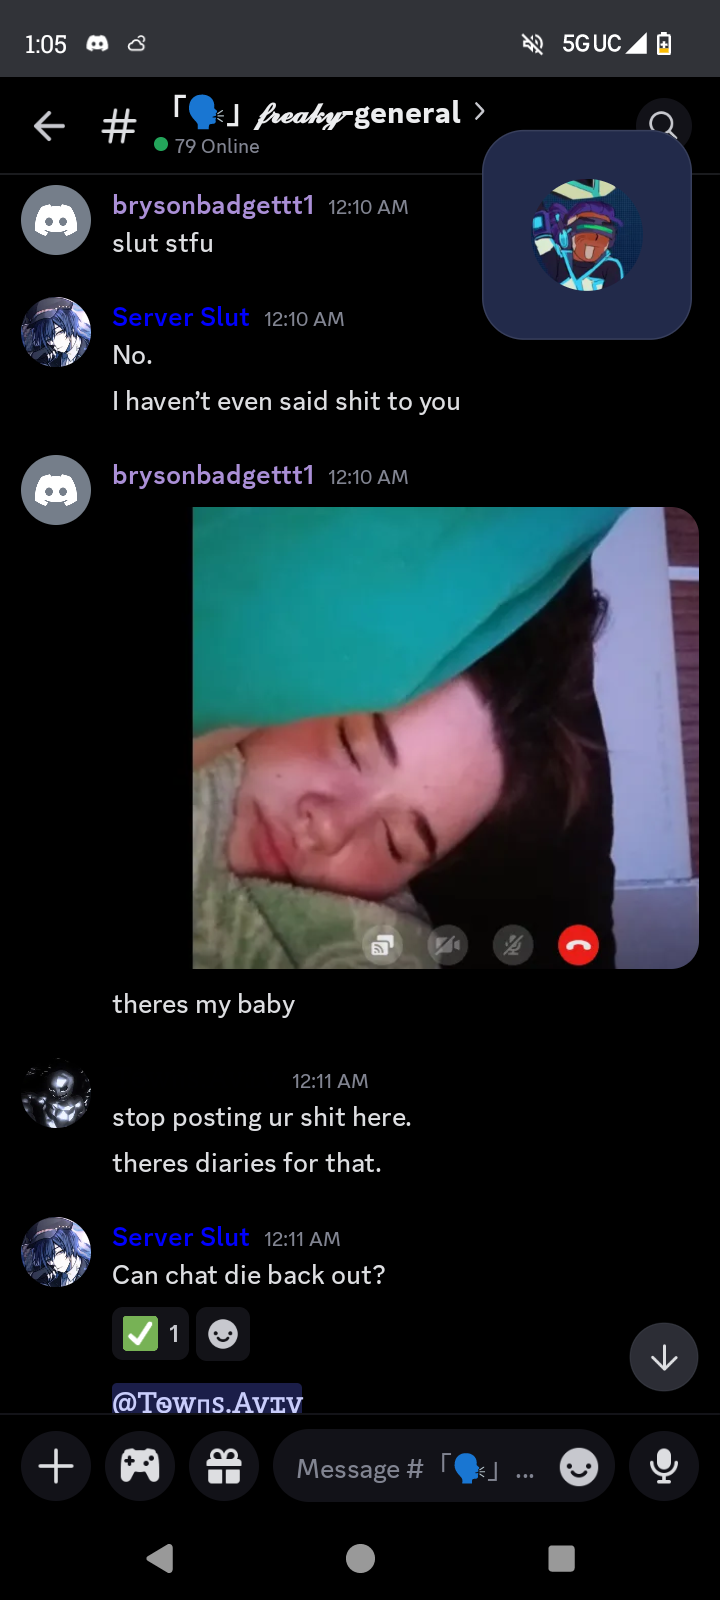 1:05 5G UC
# 「🗣」 freaky-general >
79 Online
brysonbadgettt1 12:10 AM
slut stfu
Server Slut 12:10 AM
No.
I haven’t even said shit to you
brysonbadgettt1 12:10 AM
theres my baby
12:11 AM
stop posting ur shit here.
theres diaries for that.
Server Slut 12:11 AM
Can chat die back out?
✅ 1
Message # 「🗣」 ...